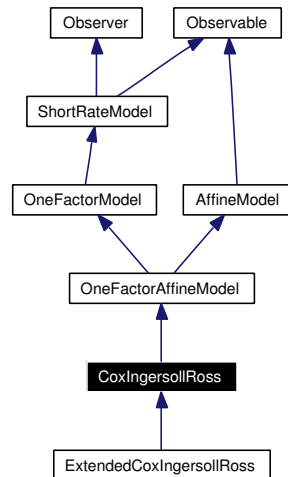 Observer
Observable
ShortRateModel
OneFactorModel
AffineModel
OneFactorAffineModel
CoxIngersollRoss
ExtendedCoxIngersollRoss